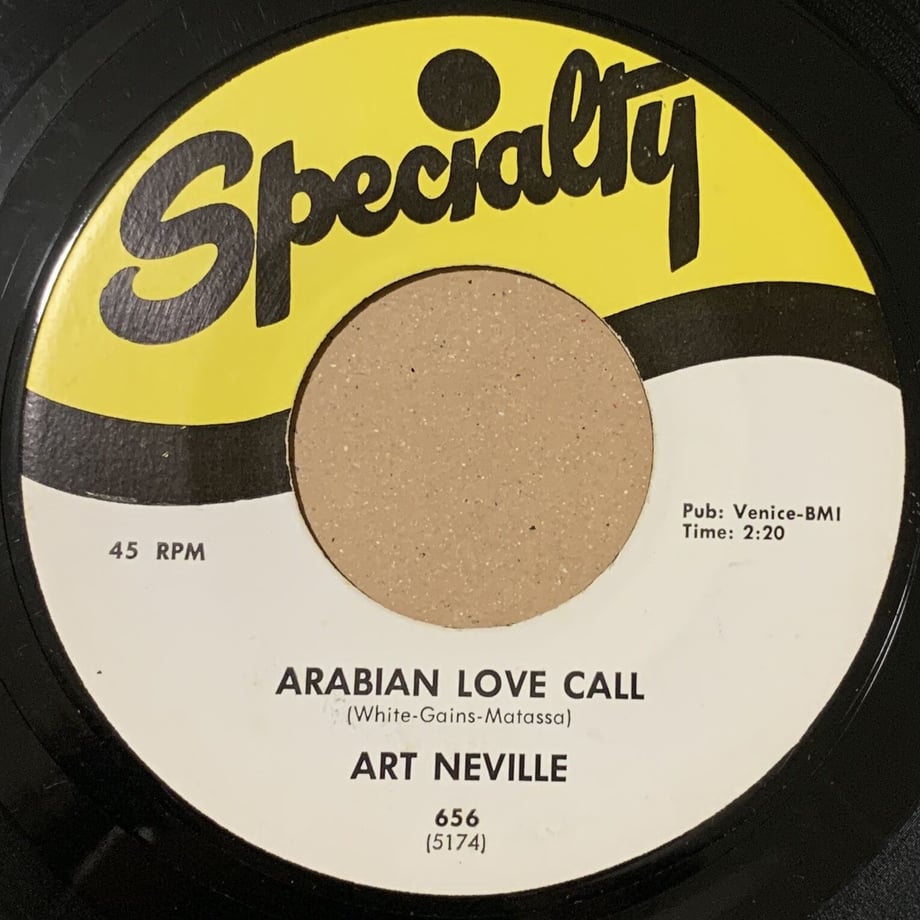 Specialty
45 RPM
Pub: Venice-BMI
Time: 2:20
ARABIAN LOVE CALL
(White-Gains-Matassa)
ART NEVILLE
656
(5174)